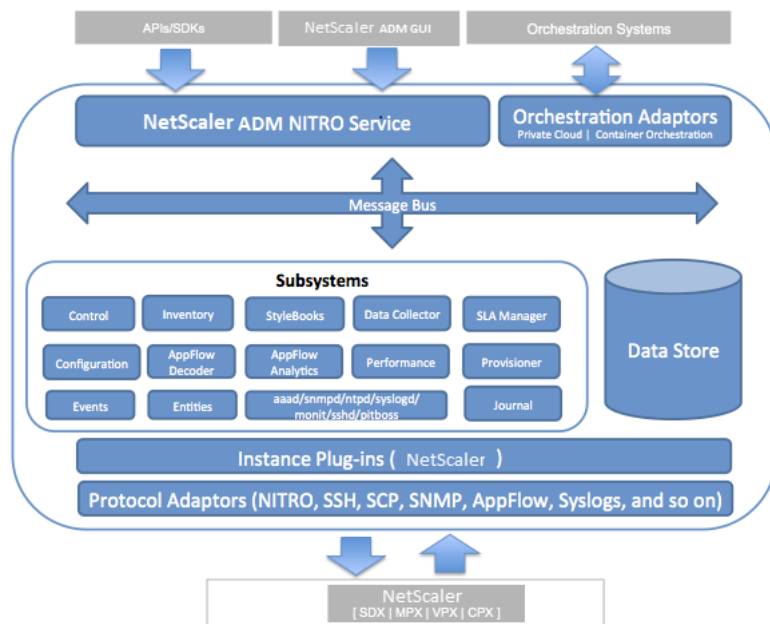 APIs/SDKs
NetScaler ADM GUI
Orchestration Systems
NetScaler ADM NITRO Service
Orchestration Adaptors
Private Cloud | Container Orchestration
Message Bus
Subsystems
Control
Inventory
StyleBooks
Data Collector
SLA Manager
Configuration
AppFlow
Decoder
AppFlow
Analytics
Performance
Provisioner
Events
Entities
aaad/snmpd/ntpd/syslogd/
monit/sshd/pitboss
Journal
Data Store
Instance Plug-ins ( NetScaler )
Protocol Adaptors (NITRO, SSH, SCP, SNMP, AppFlow, Syslogs, and so on)
NetScaler
[ SDX | MPX | VPX | CPX ]